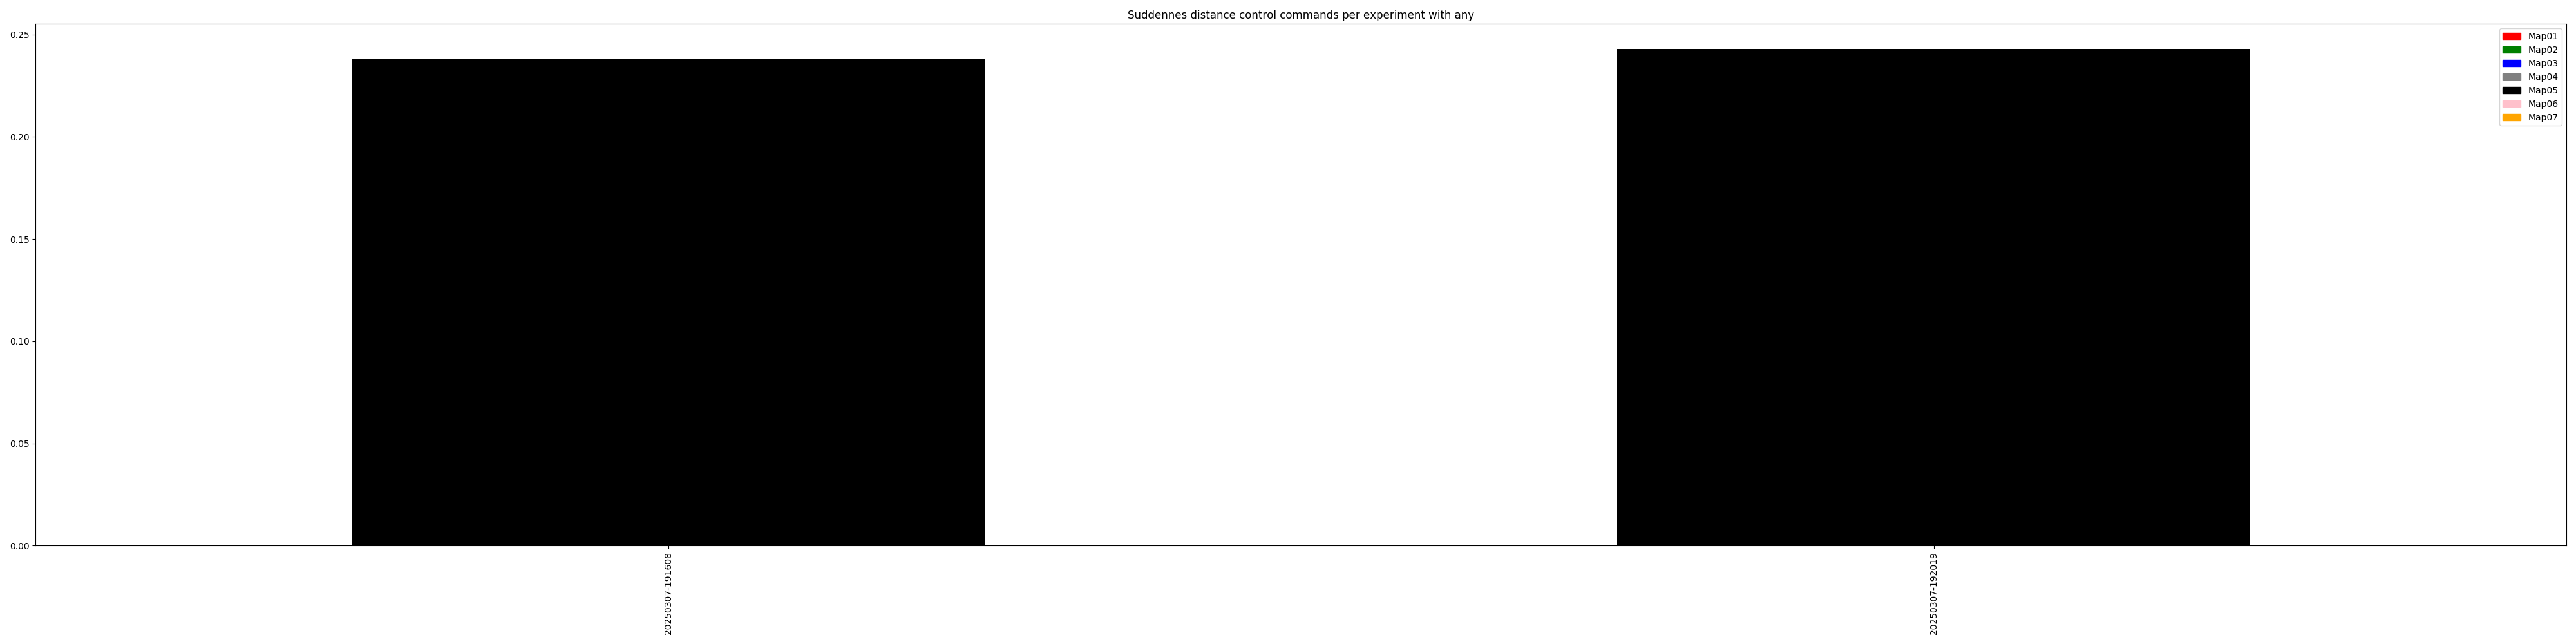 Suddennes distance control commands per experiment with any
0.25
0.20
0.15
0.10
0.05
0.00
Map01
Map02
Map03
Map04
Map05
Map06
Map07
20250307-191608
20250307-192019